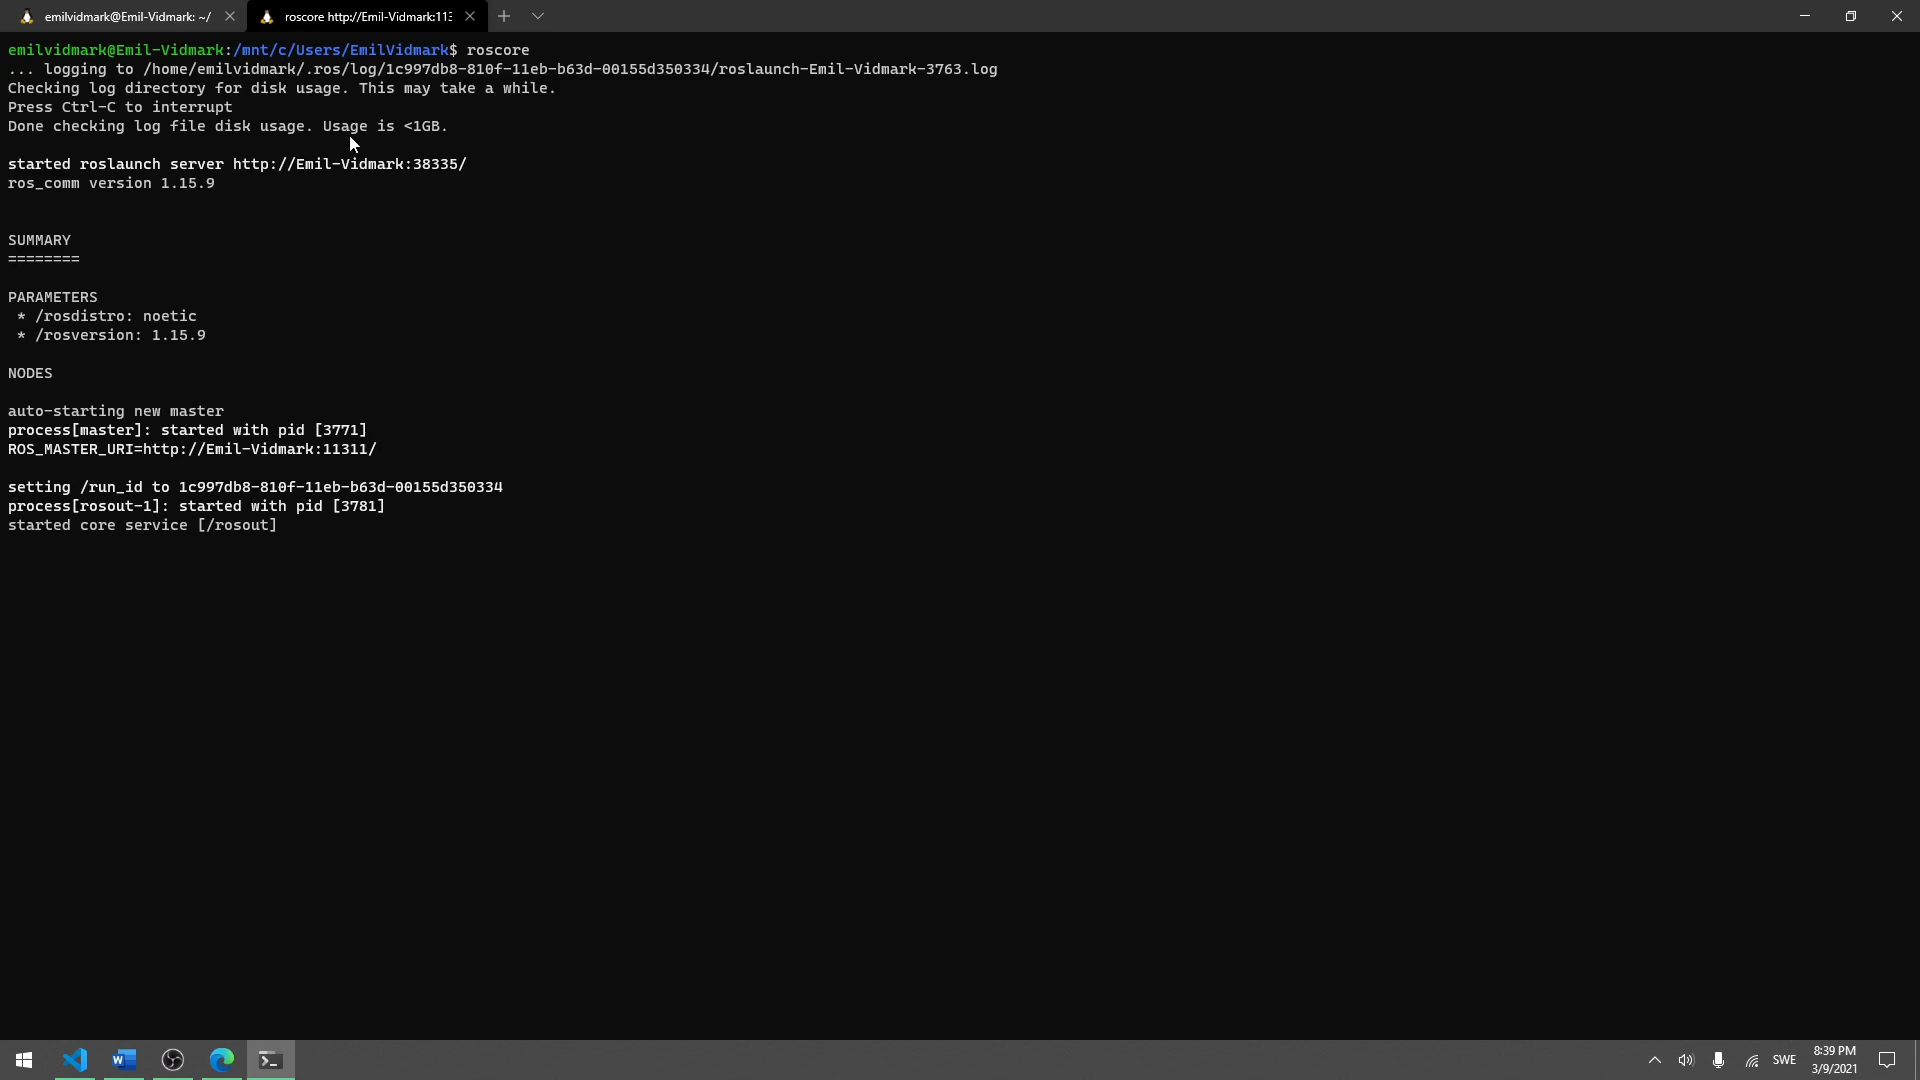 emilvidmark@Emil-Vidmark: ~/
roscore http://Emil-Vidmark:113
emilvidmark@Emil-Vidmark:/mnt/c/Users/EmilVidmark$ roscore
... logging to /home/emilvidmark/.ros/log/1c997db8-810f-11eb-b63d-00155d350334/roslaunch-Emil-Vidmark-3763.log
Checking log directory for disk usage. This may take a while.
Press Ctrl-C to interrupt
Done checking log file disk usage. Usage is <1GB.
started roslaunch server http://Emil-Vidmark:38335/
ros_comm version 1.15.9
SUMMARY
========
PARAMETERS
* /rosdistro: noetic
* /rosversion: 1.15.9
NODES
auto-starting new master
process[master]: started with pid [3771]
ROS_MASTER_URI=http://Emil-Vidmark:11311/
setting /run_id to 1c997db8-810f-11eb-b63d-00155d350334
process[rosout-1]: started with pid [3781]
started core service [/rosout]
SWE
8:39 PM
3/9/2021